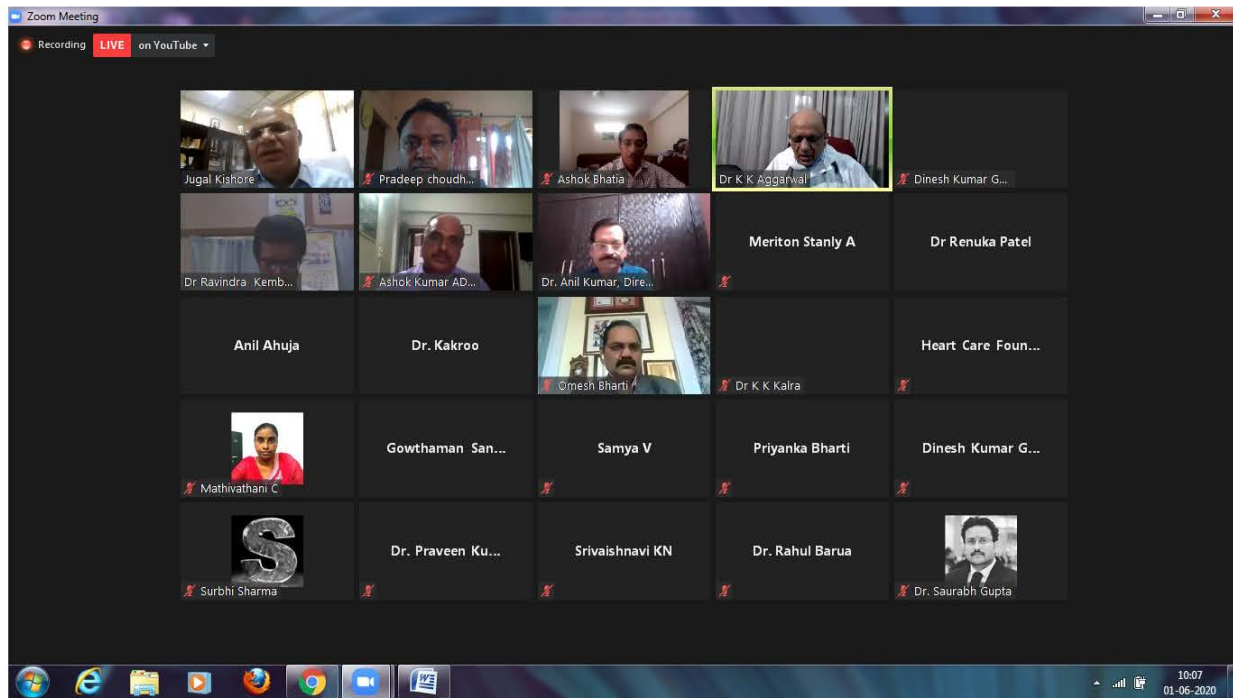 Zoom Meeting
Recording LIVE on YouTube
Jugal Kishore
Pradeep choudh...
Ashok Bhatia
Dr K K Aggarwal
Dinesh Kumar G...
Dr Ravindra Kemb...
Ashok Kumar AD...
Dr. Anil Kumar, Dire...
Meriton Stanly A
Dr Renuka Patel
Anil Ahuja
Dr. Kakroo
Omesh Bharti
Dr K K Kalra
Heart Care Foun...
Mathivathani C
Gowthaman San...
Samya V
Priyanka Bharti
Dinesh Kumar G...
S
Surbhi Sharma
Dr. Praveen Ku...
Srivaishnavi KN
Dr. Rahul Barua
Dr. Saurabh Gupta
10:07
01-06-2020